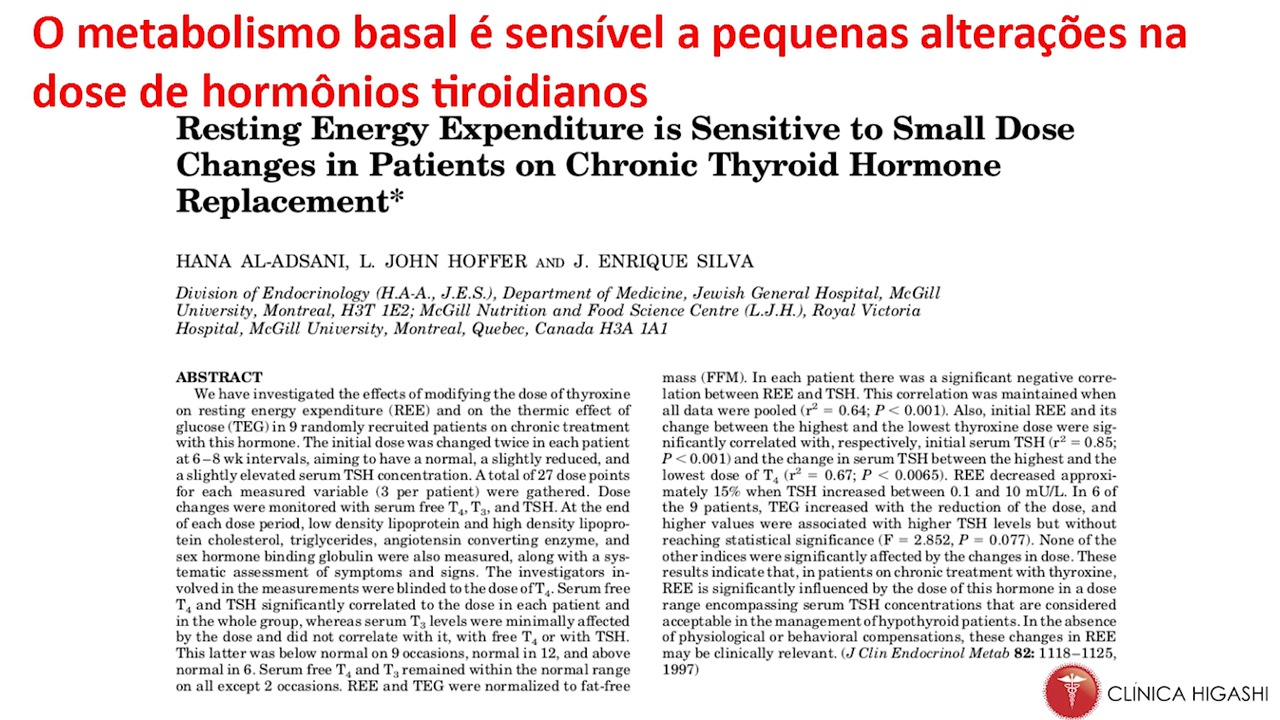 O metabolismo basal é sensível a pequenas alterações na
dose de hormônios tiroidianos
Resting Energy Expenditure is Sensitive to Small Dose
Changes in Patients on Chronic Thyroid Hormone
Replacement*
HANA AL-ADSANI, L. JOHN HOFFER AND J. ENRIQUE SILVA
Division of Endocrinology (H.A-A., J.E.S.), Department of Medicine, Jewish General Hospital, McGill
University, Montreal, H3T 1E2; McGill Nutrition and Food Science Centre (L.J.H.), Royal Victoria
Hospital, McGill University, Montreal, Quebec, Canada H3A 1A1
ABSTRACT
We have investigated the effects of modifying the dose of thyroxine
on resting energy expenditure (REE) and on the thermic effect of
glucose (TEG) in 9 randomly recruited patients on chronic treatment
with this hormone. The initial dose was changed twice in each patient
at 6–8 wk intervals, aiming to have a normal, a slightly reduced, and
a slightly elevated serum TSH concentration. A total of 27 dose points
for each measured variable (3 per patient) were gathered. Dose
changes were monitored with serum free T₄, T₃, and TSH. At the end
of each dose period, low density lipoprotein and high density lipopro-
tein cholesterol, triglycerides, angiotensin converting enzyme, and
sex hormone binding globulin were also measured, along with a sys-
tematic assessment of symptoms and signs. The investigators in-
volved in the measurements were blinded to the dose of T₄. Serum free
T₄ and TSH significantly correlated to the dose in each patient and
in the whole group, whereas serum T₃ levels were minimally affected
by the dose and did not correlate with it, with free T₄ or with TSH.
This latter was below normal on 9 occasions, normal in 12, and above
normal in 6. Serum free T₄ and T₃ remained within the normal range
on all except 2 occasions. REE and TEG were normalized to fat-free
mass (FFM). In each patient there was a significant negative corre-
lation between REE and TSH. This correlation was maintained when
all data were pooled (r² = 0.64; P < 0.001). Also, initial REE and its
change between the highest and the lowest thyroxine dose were sig-
nificantly correlated with, respectively, initial serum TSH (r² = 0.85;
P < 0.001) and the change in serum TSH between the highest and the
lowest dose of T₄ (r² = 0.67; P < 0.0065). REE decreased approxi-
mately 15% when TSH increased between 0.1 and 10 mU/L. In 6 of
the 9 patients, TEG increased with the reduction of the dose, and
higher values were associated with higher TSH levels but without
reaching statistical significance (F = 2.852, P = 0.077). None of the
other indices were significantly affected by the changes in dose. These
results indicate that, in patients on chronic treatment with thyroxine,
REE is significantly influenced by the dose of this hormone in a dose
range encompassing serum TSH concentrations that are considered
acceptable in the management of hypothyroid patients. In the absence
of physiological or behavioral compensations, these changes in REE
may be clinically relevant. (J Clin Endocrinol Metab 82: 1118–1125,
1997)
CLÍNICA HIGASHI